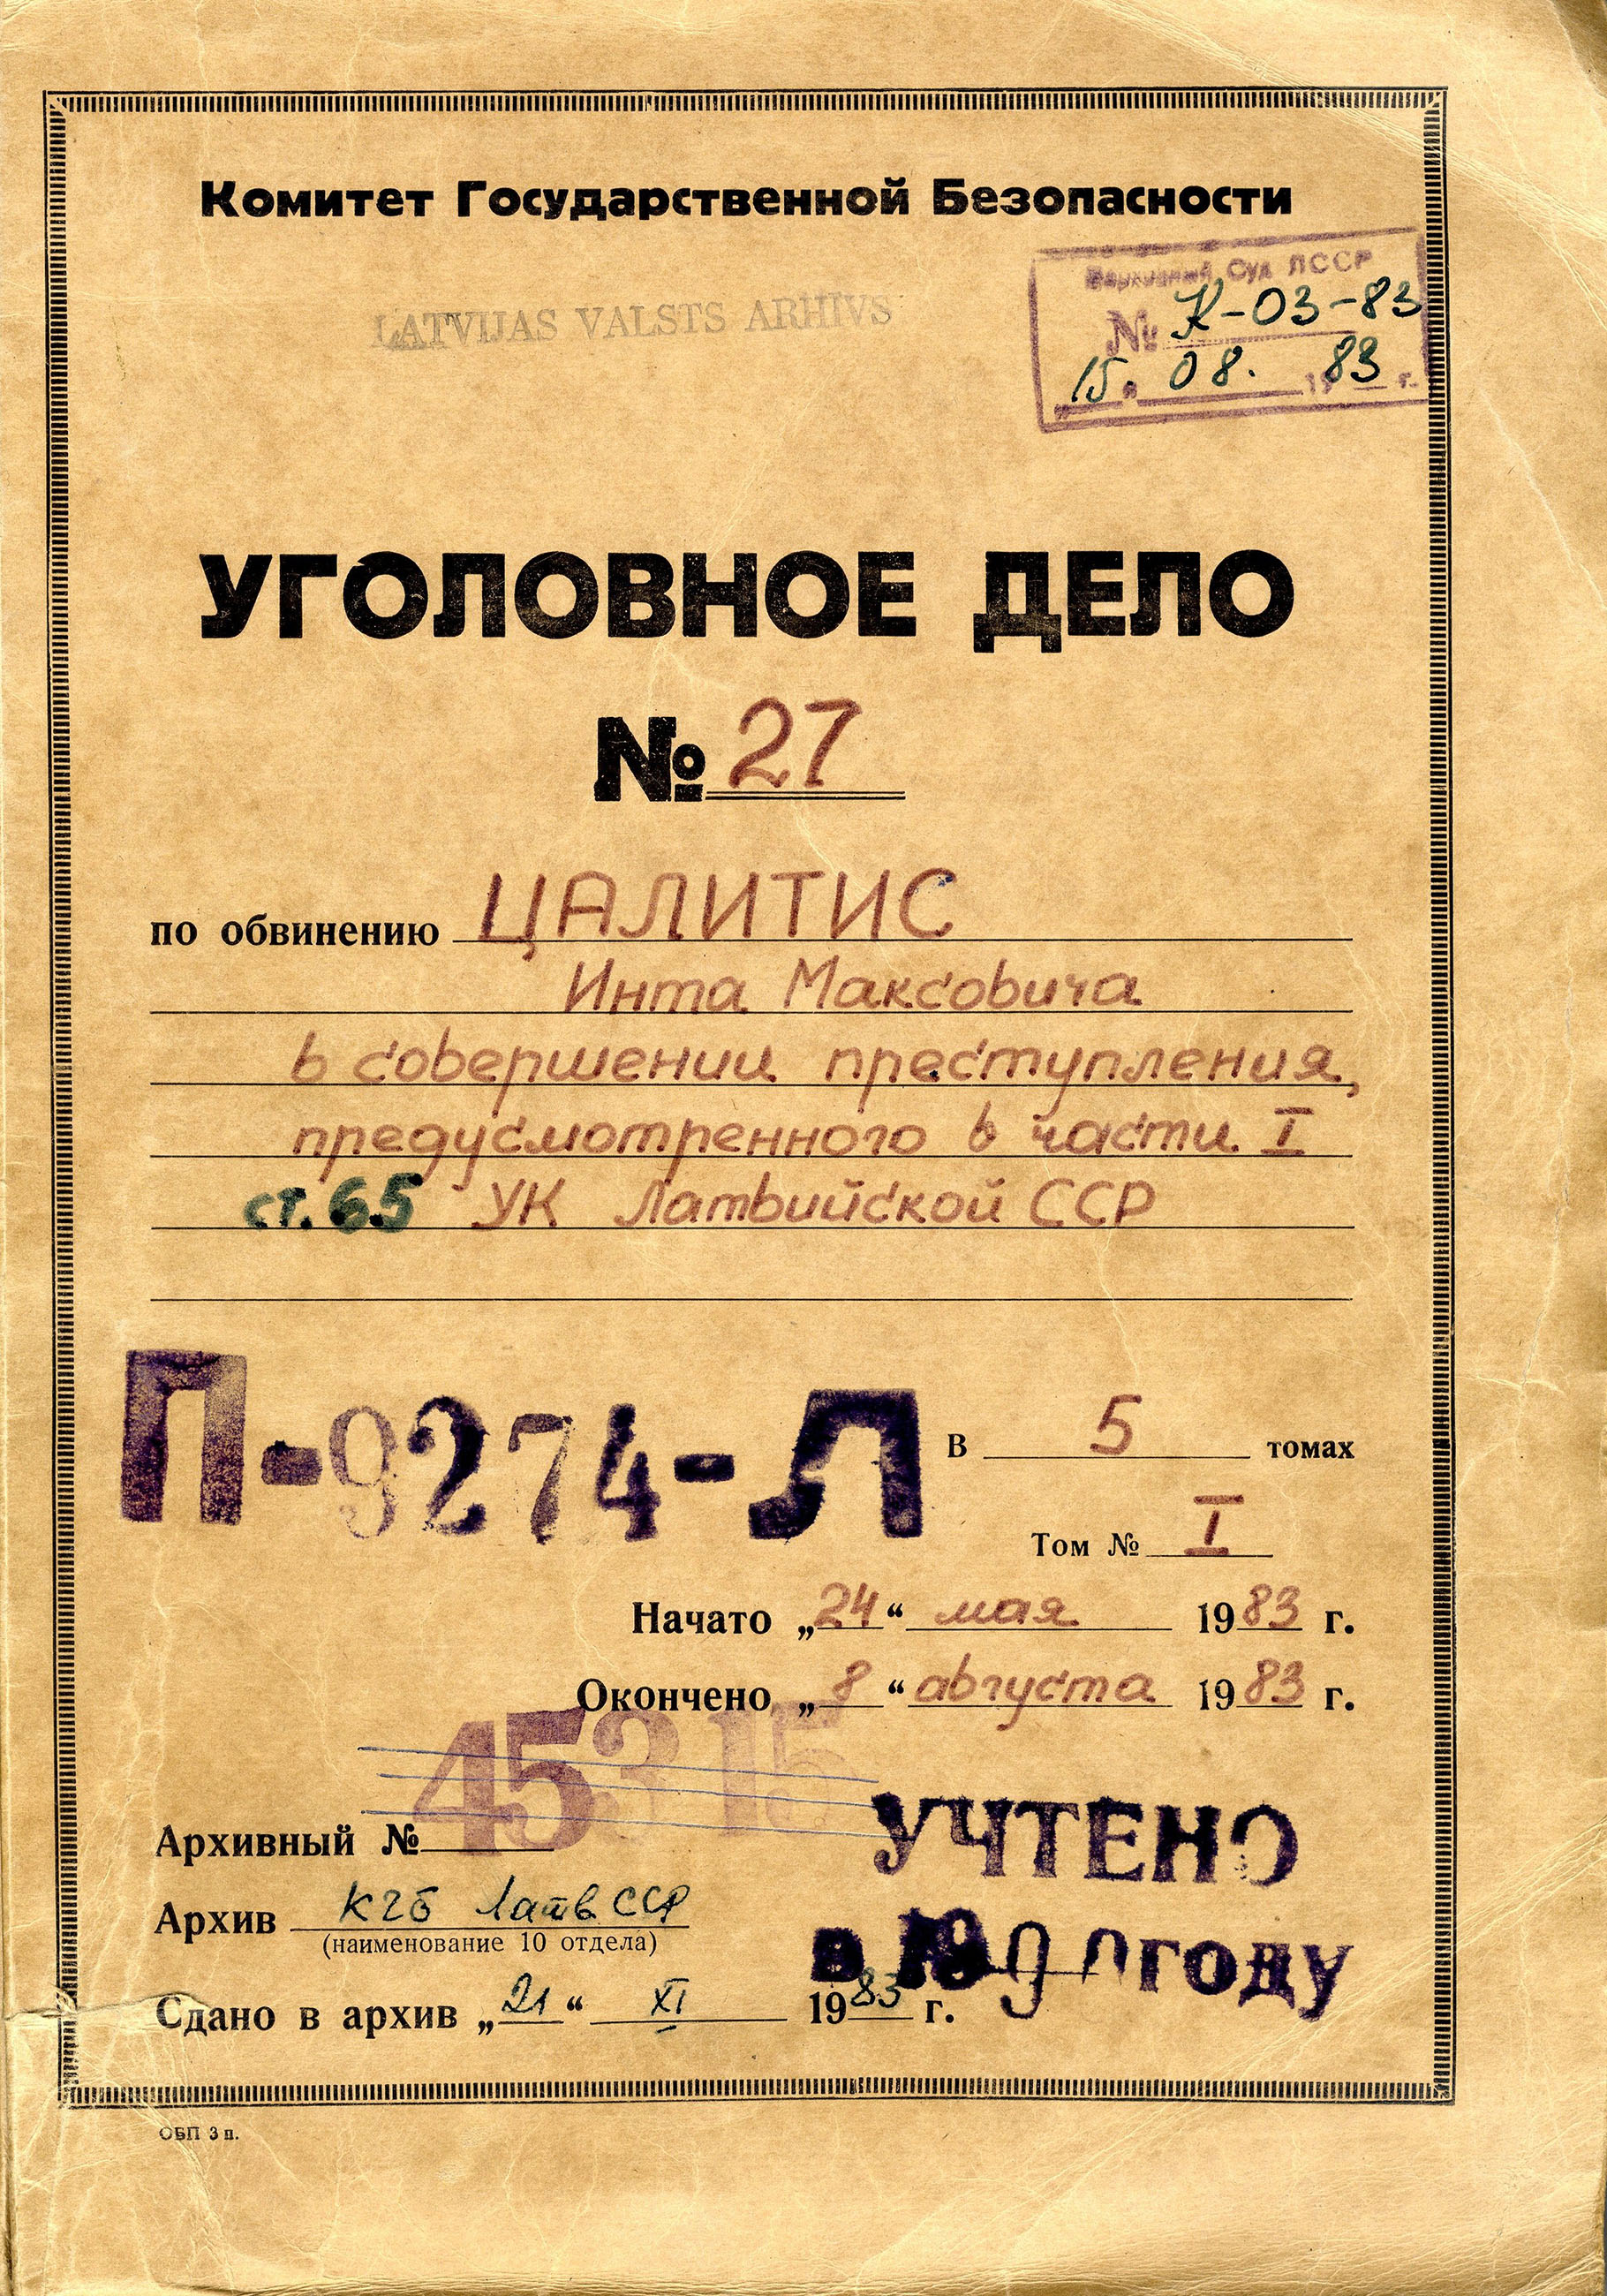 Комитет Государственной Безопасности
LATVIJAS VALSTS ARHĪVS
Верховный Суд ЛССР
№ К-03-83
"15" 08. 1983 г.
УГОЛОВНОЕ ДЕЛО
№ 27
по обвинению ЦАЛИТИС
Инта Максовича
в совершении преступления,
предусмотренного в части I
ст. 65 УК Латвийской ССР
П-9274-Л
В 5 томах
Том № I
Начато „24“ мая 1983 г.
Окончено „8“ августа 1983 г.
45315
Архивный №
УЧТЕНО
Архив КГБ Латв ССР
(наименование 10 отдела)
в 1990 году
Сдано в архив „21“ XI 1983 г.
ОБП 3 п.